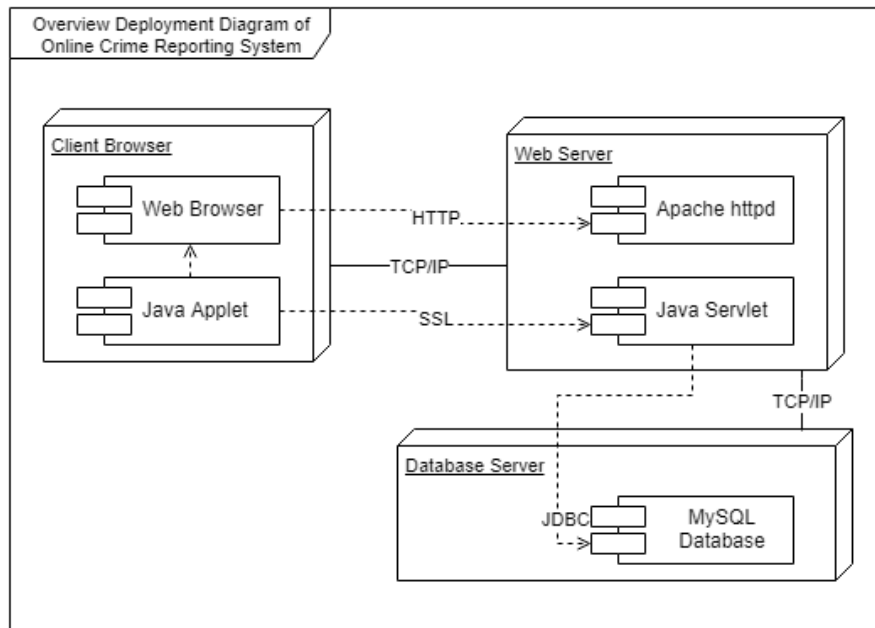 Overview Deployment Diagram of
Online Crime Reporting System
Client Browser
Web Server
Web Browser
HTTP
Apache httpd
TCP/IP
Java Applet
SSL
Java Servlet
TCP/IP
Database Server
JDBC
MySQL
Database